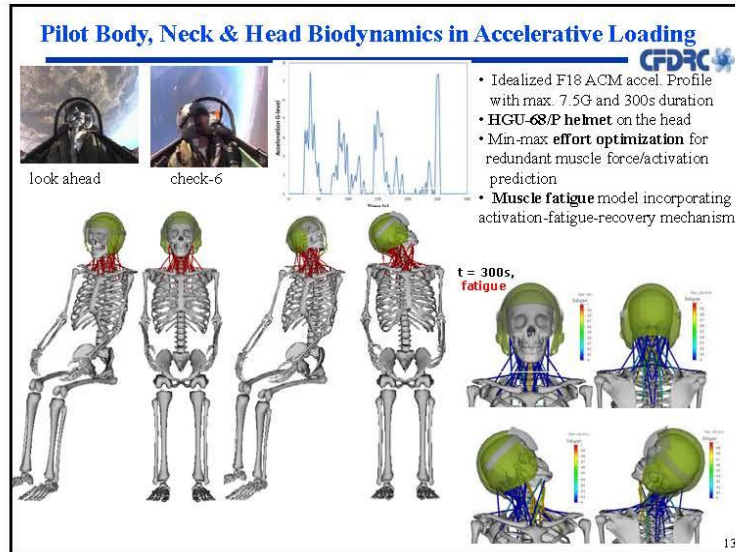 Pilot Body, Neck & Head Biodynamics in Accelerative Loading
CFDRC
look ahead
check-6
Acceleration G-level
• Idealized F18 ACM accel. Profile
with max. 7.5G and 300s duration
• HGU-68/P helmet on the head
• Min-max effort optimization for
redundant muscle force/activation
prediction
• Muscle fatigue model incorporating
activation-fatigue-recovery mechanism
t = 300s,
fatigue
13